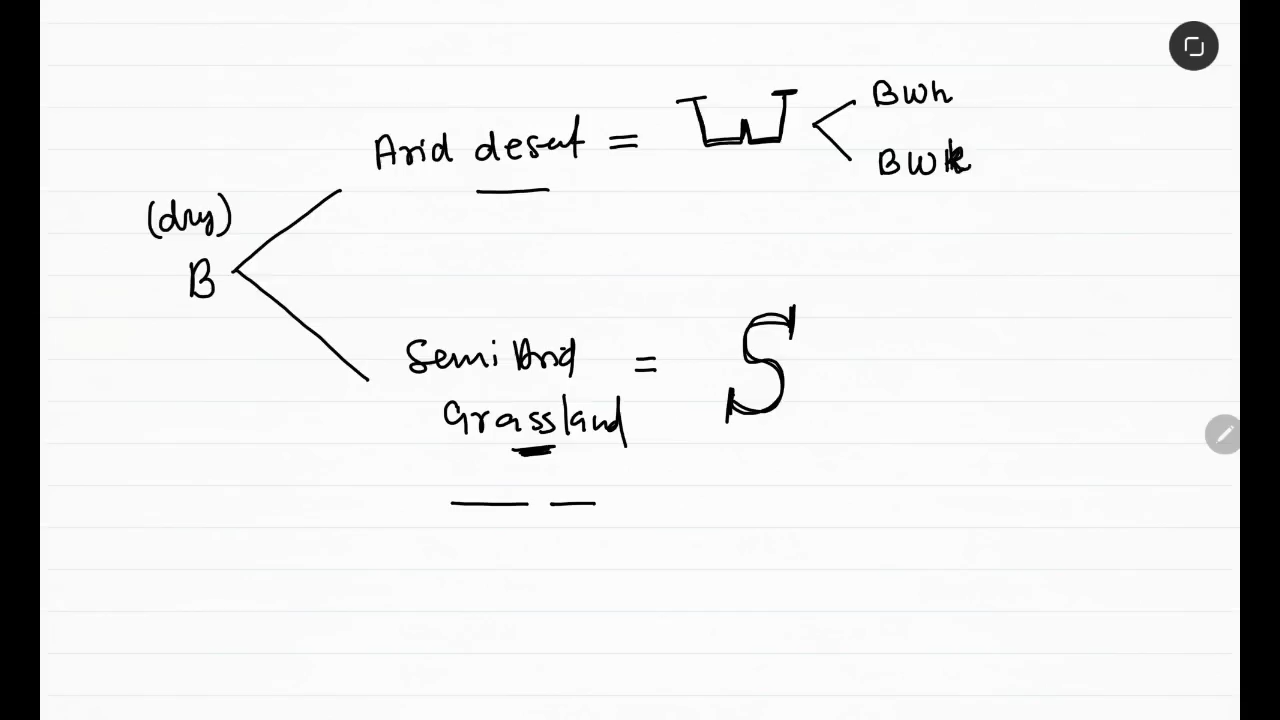 Arid desert = W
BWh
BWk
(dry)
B
Semi Arid = S
Grassland